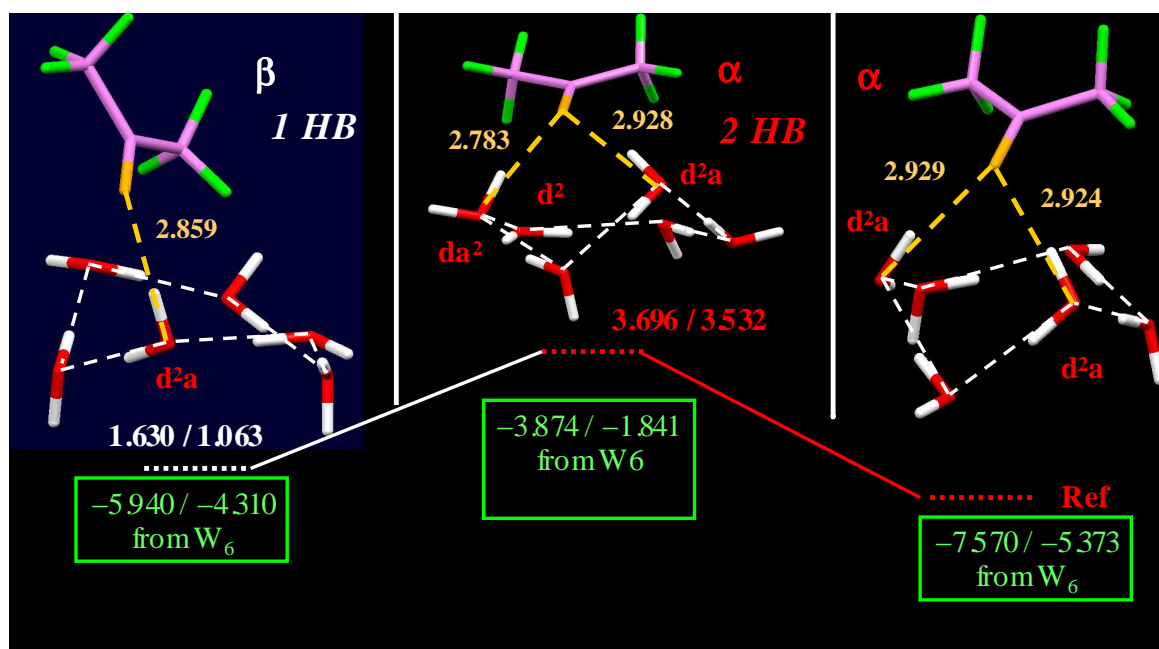 β
1 HB
2.859
d²a
1.630 / 1.063
−5.940 / −4.310
from W₆
α
2 HB
2.783
2.928
d²
d²a
da²
3.696 / 3.532
−3.874 / −1.841
from W6
α
2.929
2.924
d²a
d²a
Ref
−7.570 / −5.373
from W₆